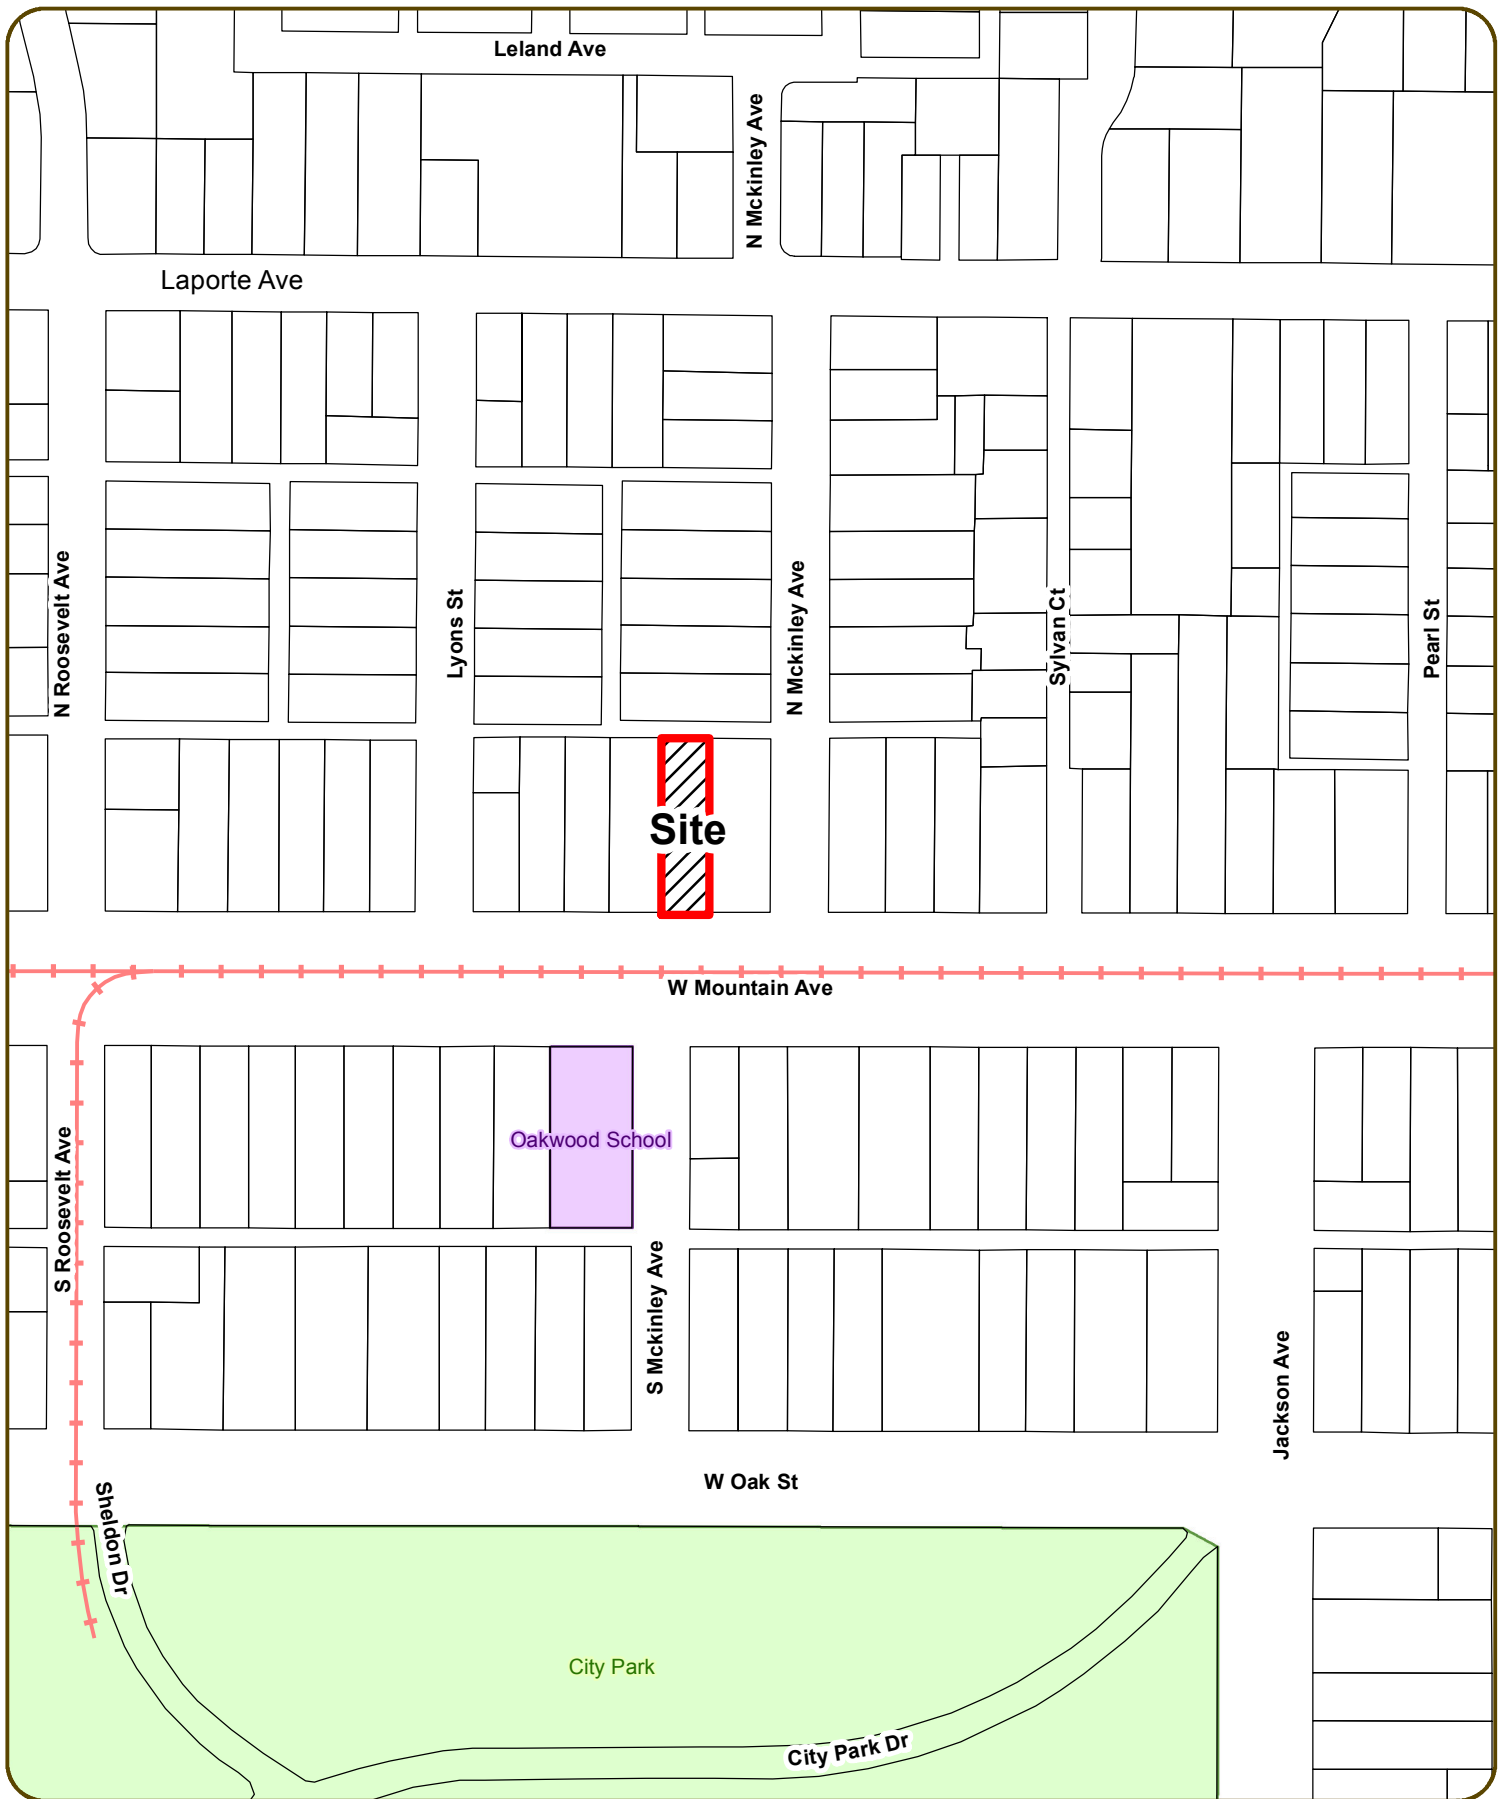 Leland Ave
N Mckinley Ave
Laporte Ave
N Roosevelt Ave
Lyons St
N Mckinley Ave
Sylvan Ct
Pearl St
Site
W Mountain Ave
Oakwood School
S Roosevelt Ave
S Mckinley Ave
Jackson Ave
W Oak St
Sheldon Dr
City Park
City Park Dr